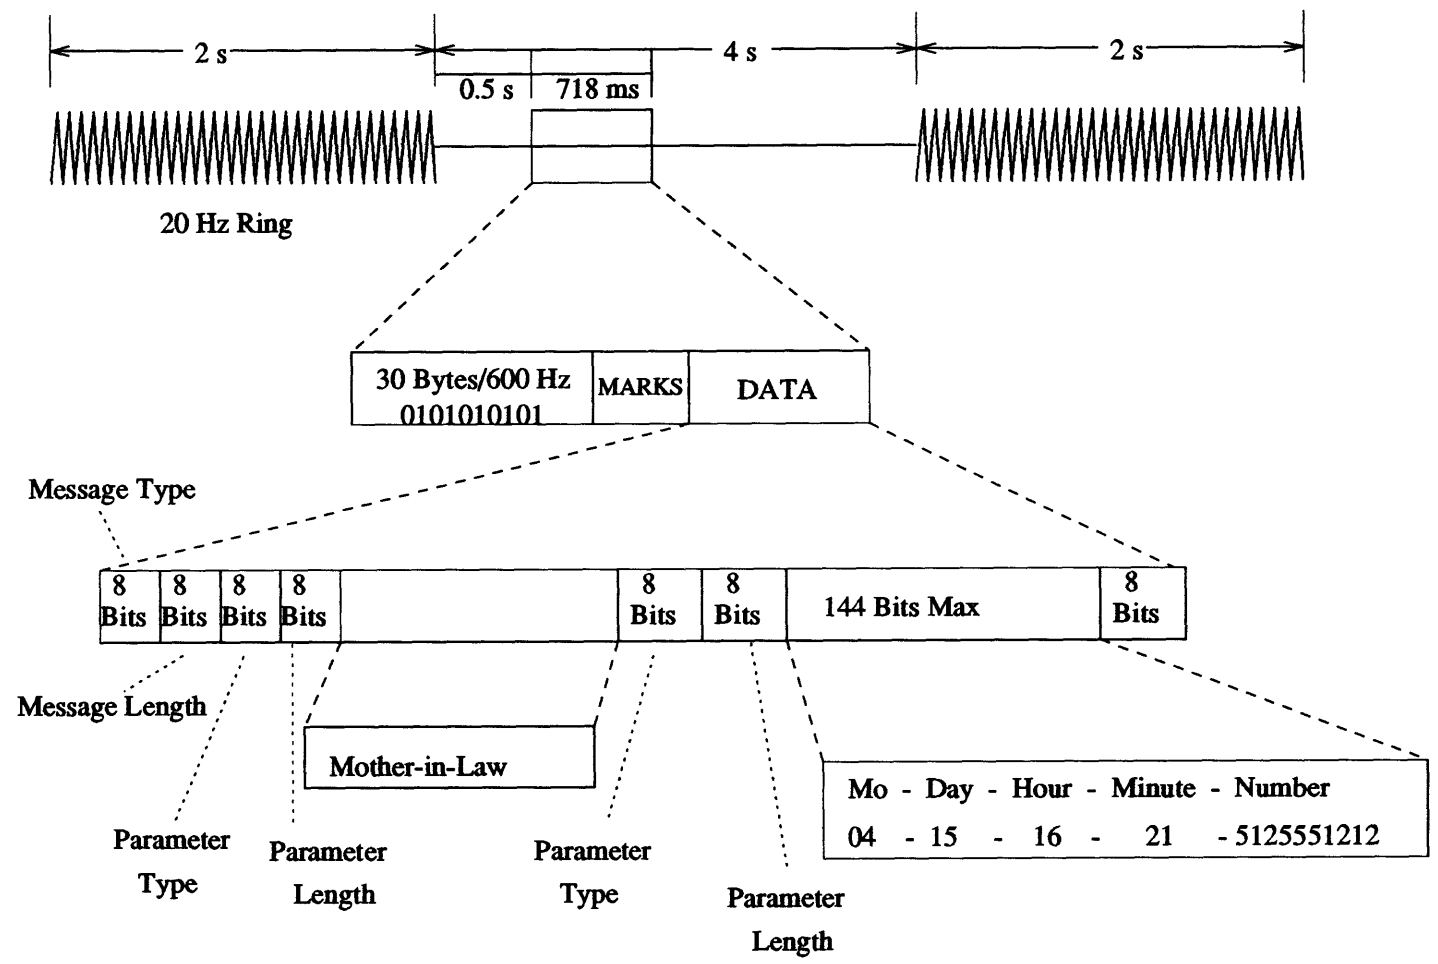 2 s
4 s
2 s
0.5 s
718 ms
20 Hz Ring
30 Bytes/600 Hz
0101010101
MARKS
DATA
Message Type
8
Bits
8
Bits
8
Bits
8
Bits
8
Bits
8
Bits
144 Bits Max
8
Bits
Message Length
Mother-in-Law
Parameter
Type
Parameter
Length
Parameter
Type
Parameter
Length
Mo - Day - Hour - Minute - Number
04 - 15 - 16 - 21 - 5125551212